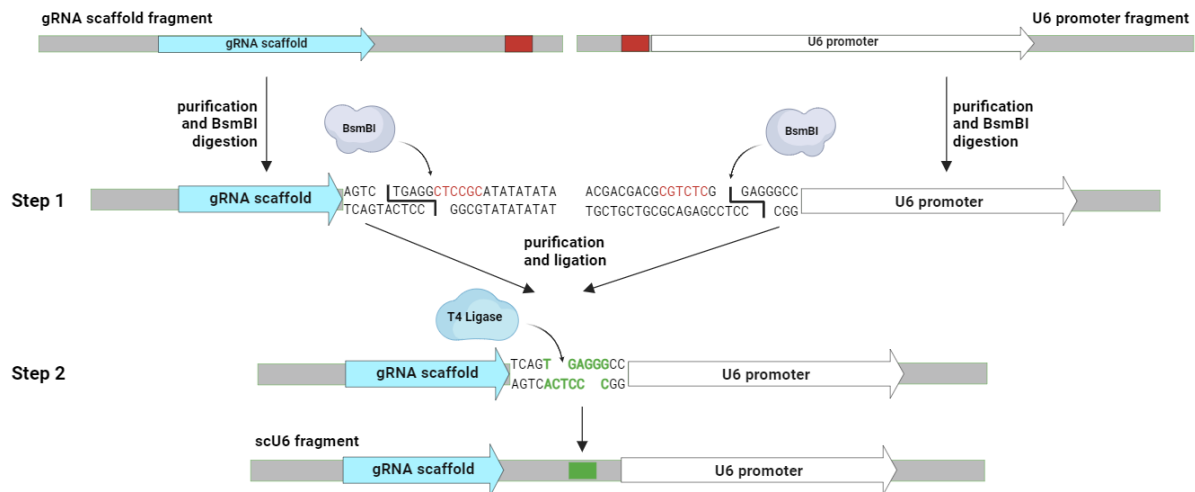 gRNA scaffold fragment
U6 promoter fragment
gRNA scaffold
U6 promoter
purification
and BsmBI
digestion
BsmBI
BsmBI
purification
and BsmBI
digestion
Step 1
gRNA scaffold
AGTC TGAGGCTCCGCATATATATA
TCAGTACTCC GGCGTATATATAT
ACGACGACGCGTCTCG GAGGGCC
TGCTGCTGCGCAGAGCCTCC CGG
U6 promoter
purification
and ligation
T4 Ligase
Step 2
gRNA scaffold
TCAGT GAGGGCC
AGTCACTCC CGG
U6 promoter
scU6 fragment
gRNA scaffold
U6 promoter